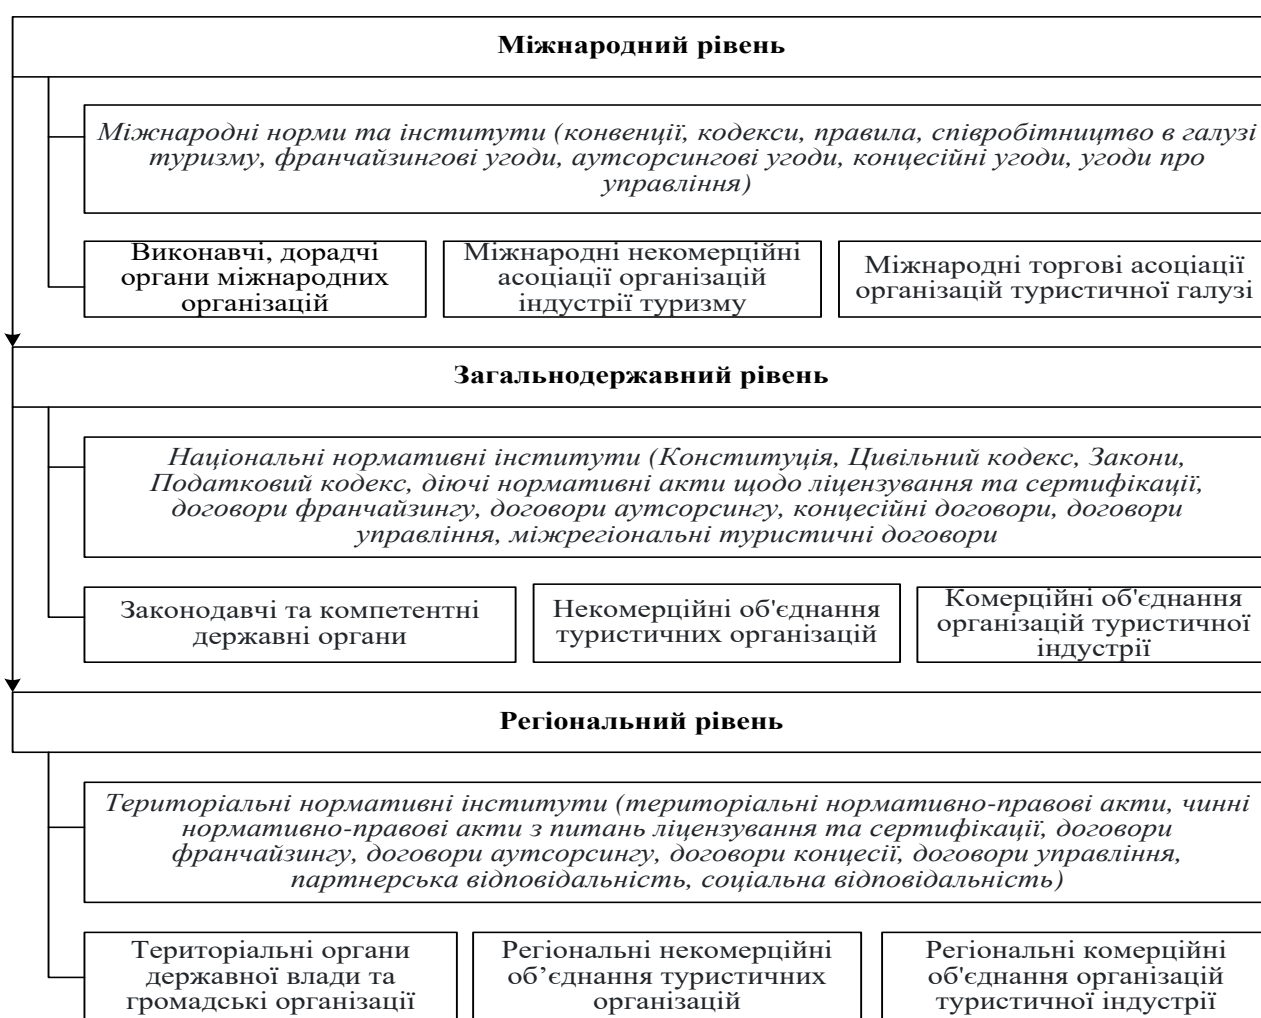 Міжнародний рівень
Міжнародні норми та інститути (конвенції, кодекси, правила, співробітництво в галузі
туризму, франчайзингові угоди, аутсорсингові угоди, концесійні угоди, угоди про
управління)
Виконавчі, дорадчі
органи міжнародних
організацій
Міжнародні некомерційні
асоціації організацій
індустрії туризму
Міжнародні торгові асоціації
організацій туристичної галузі
Загальнодержавний рівень
Національні нормативні інститути (Конституція, Цивільний кодекс, Закони,
Податковий кодекс, діючі нормативні акти щодо ліцензування та сертифікації,
договори франчайзингу, договори аутсорсингу, концесійні договори, договори
управління, міжрегіональні туристичні договори
Законодавчі та компетентні
державні органи
Некомерційні об'єднання
туристичних організацій
Комерційні об'єднання
організацій туристичної
індустрії
Регіональний рівень
Територіальні нормативні інститути (територіальні нормативно-правові акти, чинні
нормативно-правові акти з питань ліцензування та сертифікації, договори
франчайзингу, договори аутсорсингу, договори концесії, договори управління,
партнерська відповідальність, соціальна відповідальність)
Територіальні органи
державної влади та
громадські організації
Регіональні некомерційні
об’єднання туристичних
організацій
Регіональні комерційні
об'єднання організацій
туристичної індустрії